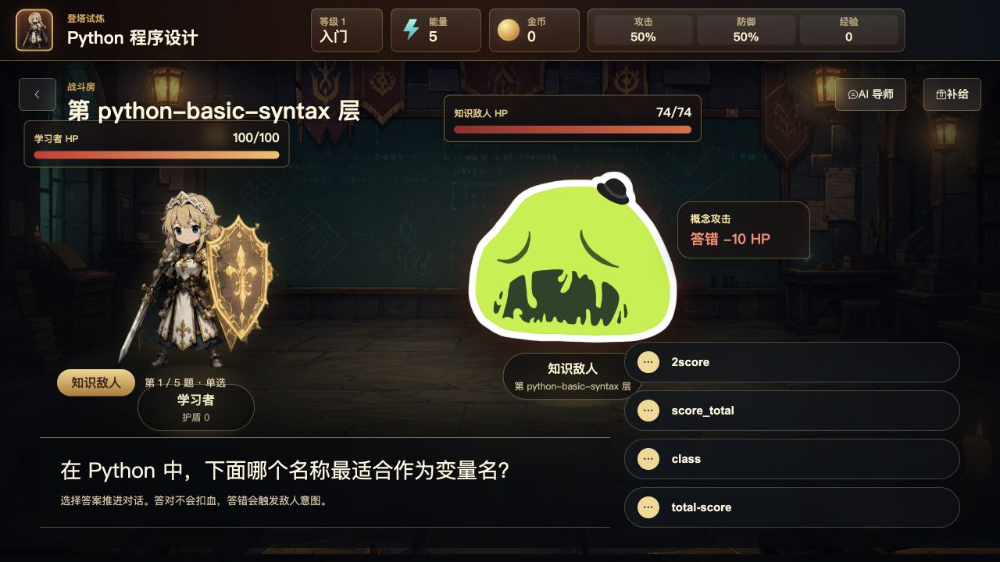 登塔试炼
Python 程序设计
等级 1
入门
能量
5
金币
0
攻击
50%
防御
50%
经验
0
战斗房
第 python-basic-syntax 层
AI 导师
补给
学习者 HP
100/100
知识敌人 HP
74/74
概念攻击
答错 -10 HP
知识敌人
第 1 / 5 题 · 单选
学习者
护盾 0
知识敌人
第 python-basic-syntax 层
在 Python 中，下面哪个名称最适合作为变量名？
选择答案推进对话。答对不会扣血，答错会触发敌人意图。
2score
score_total
class
total-score